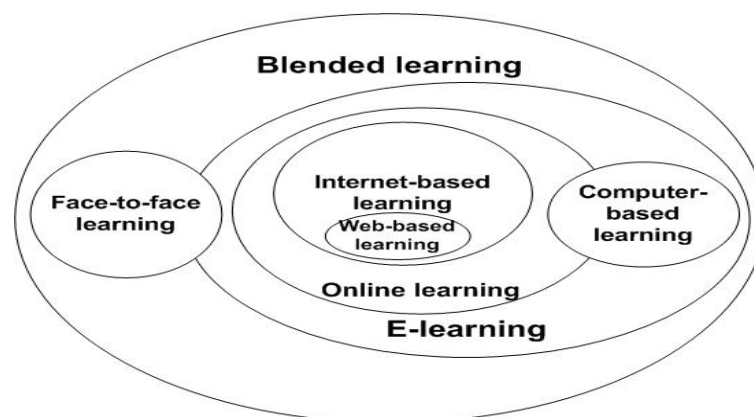 Blended learning
Face-to-face
learning
Internet-based
learning
Web-based
learning
Computer-
based
learning
Online learning
E-learning